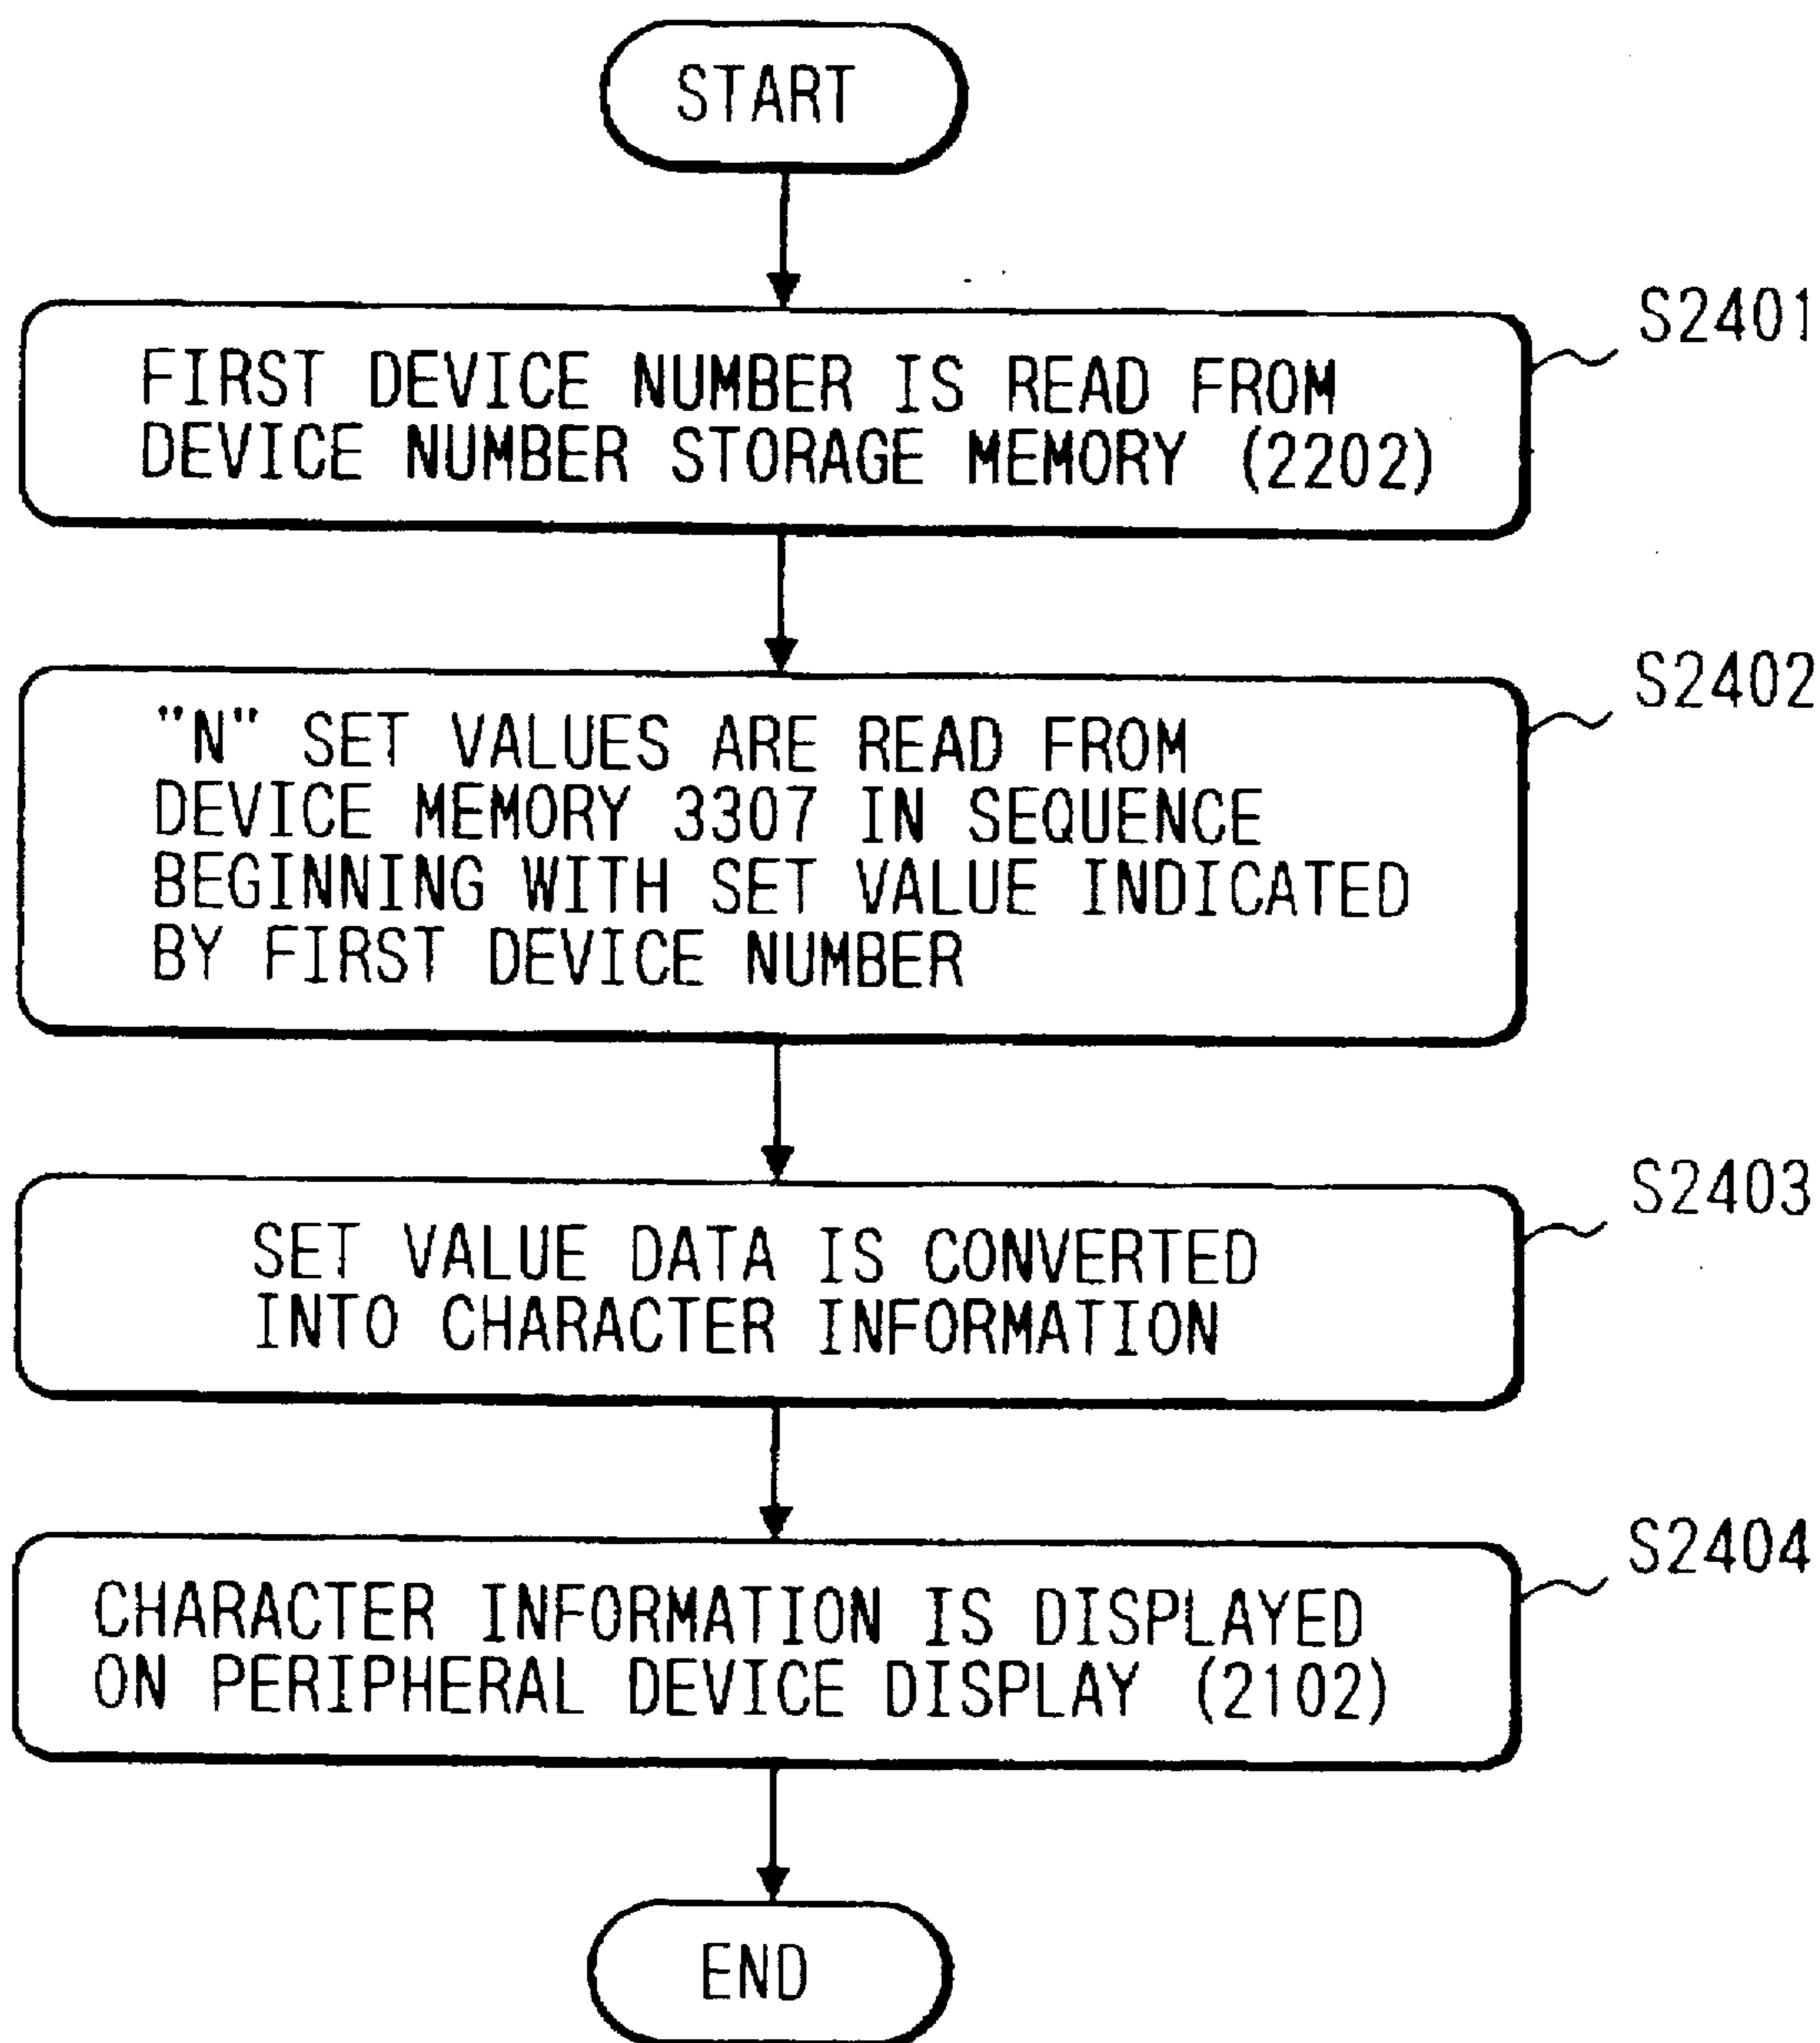 START
S2401
FIRST DEVICE NUMBER IS READ FROM
DEVICE NUMBER STORAGE MEMORY (2202)
S2402
"N" SET VALUES ARE READ FROM
DEVICE MEMORY 3307 IN SEQUENCE
BEGINNING WITH SET VALUE INDICATED
BY FIRST DEVICE NUMBER
S2403
SET VALUE DATA IS CONVERTED
INTO CHARACTER INFORMATION
S2404
CHARACTER INFORMATION IS DISPLAYED
ON PERIPHERAL DEVICE DISPLAY (2102)
END